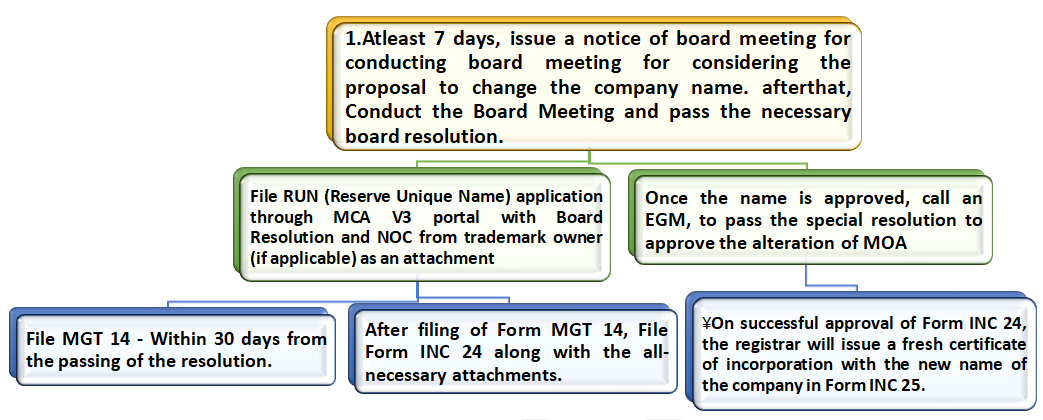 1.Atleast 7 days, issue a notice of board meeting for
conducting board meeting for considering the
proposal to change the company name. afterthat,
Conduct the Board Meeting and pass the necessary
board resolution.
File RUN (Reserve Unique Name) application
through MCA V3 portal with Board
Resolution and NOC from trademark owner
(if applicable) as an attachment
Once the name is approved, call an
EGM, to pass the special resolution to
approve the alteration of MOA
File MGT 14 - Within 30 days from
the passing of the resolution.
After filing of Form MGT 14, File
Form INC 24 along with the all-
necessary attachments.
¥On successful approval of Form INC 24,
the registrar will issue a fresh certificate
of incorporation with the new name of
the company in Form INC 25.